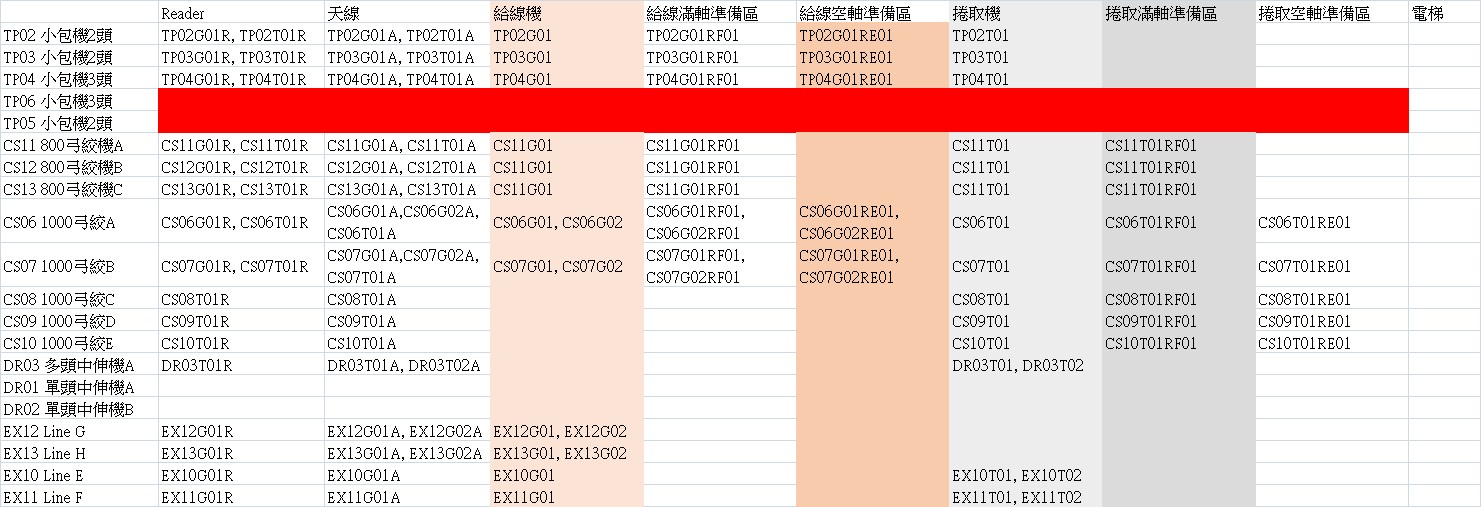 Reader 天線 給線機 給線滿軸準備區 給線空軸準備區 捲取機 捲取滿軸準備區 捲取空軸準備區 電梯
TP02 小包機2頭 TP02G01R, TP02T01R TP02G01A, TP02T01A TP02G01 TP02G01RF01 TP02G01RE01 TP02T01
TP03 小包機2頭 TP03G01R, TP03T01R TP03G01A, TP03T01A TP03G01 TP03G01RF01 TP03G01RE01 TP03T01
TP04 小包機3頭 TP04G01R, TP04T01R TP04G01A, TP04T01A TP04G01 TP04G01RF01 TP04G01RE01 TP04T01
TP06 小包機3頭
TP05 小包機2頭
CS11 800弓絞機A CS11G01R, CS11T01R CS11G01A, CS11T01A CS11G01 CS11G01RF01 CS11T01 CS11T01RF01
CS12 800弓絞機B CS12G01R, CS12T01R CS12G01A, CS12T01A CS11G01 CS11G01RF01 CS11T01 CS11T01RF01
CS13 800弓絞機C CS13G01R, CS13T01R CS13G01A, CS13T01A CS11G01 CS11G01RF01 CS11T01 CS11T01RF01
CS06 1000弓絞A CS06G01R, CS06T01R CS06G01A,CS06G02A, CS06G01, CS06G02 CS06G01RF01, CS06G01RE01, CS06T01 CS06T01RF01 CS06T01RE01
CS06T01A CS06G02RF01 CS06G02RE01
CS07 1000弓絞B CS07G01R, CS07T01R CS07G01A,CS07G02A, CS07G01, CS07G02 CS07G01RF01, CS07G01RE01, CS07T01 CS07T01RF01 CS07T01RE01
CS07T01A CS07G02RF01 CS07G02RE01
CS08 1000弓絞C CS08T01R CS08T01A CS08T01 CS08T01RF01 CS08T01RE01
CS09 1000弓絞D CS09T01R CS09T01A CS09T01 CS09T01RF01 CS09T01RE01
CS10 1000弓絞E CS10T01R CS10T01A CS10T01 CS10T01RF01 CS10T01RE01
DR03 多頭中伸機A DR03T01R DR03T01A, DR03T02A DR03T01, DR03T02
DR01 單頭中伸機A
DR02 單頭中伸機B
EX12 Line G EX12G01R EX12G01A, EX12G02A EX12G01, EX12G02
EX13 Line H EX13G01R EX13G01A, EX13G02A EX13G01, EX13G02
EX10 Line E EX10G01R EX10G01A EX10G01 EX10T01, EX10T02
EX11 Line F EX11G01R EX11G01A EX11G01 EX11T01, EX11T02